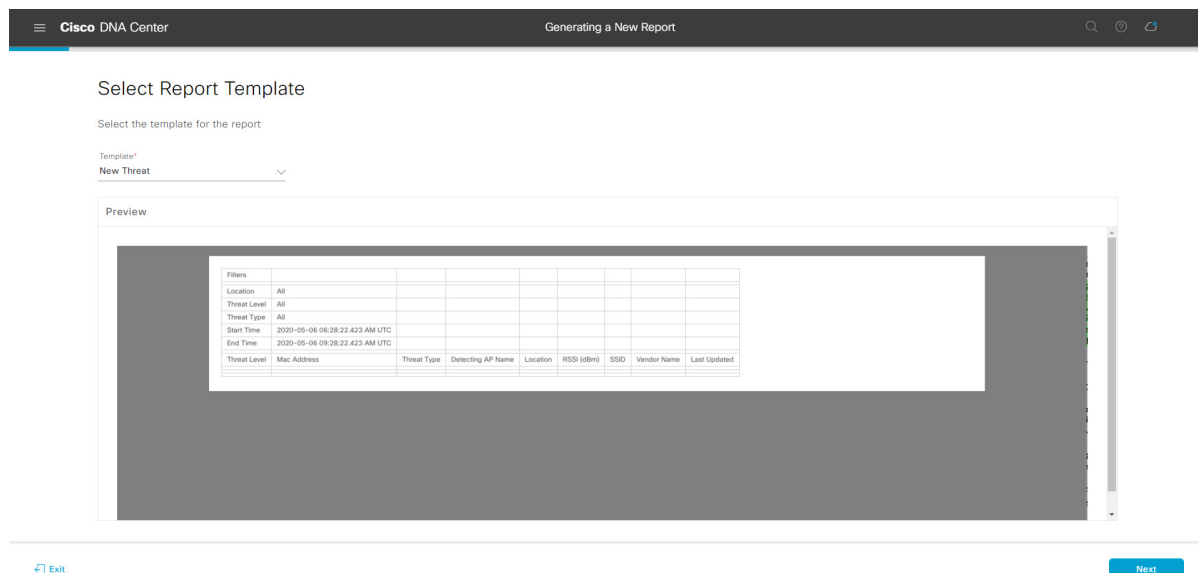 Cisco DNA Center
Generating a New Report
Select Report Template
Select the template for the report
Template*
New Threat
Preview
Filters
Location All
Threat Level All
Threat Type All
Start Time 2020-05-06 06:28:22.423 AM UTC
End Time 2020-05-06 09:28:22.423 AM UTC
Threat Level Mac Address Threat Type Detecting AP Name Location RSSI (dBm) SSID Vendor Name Last Updated
Exit
Next